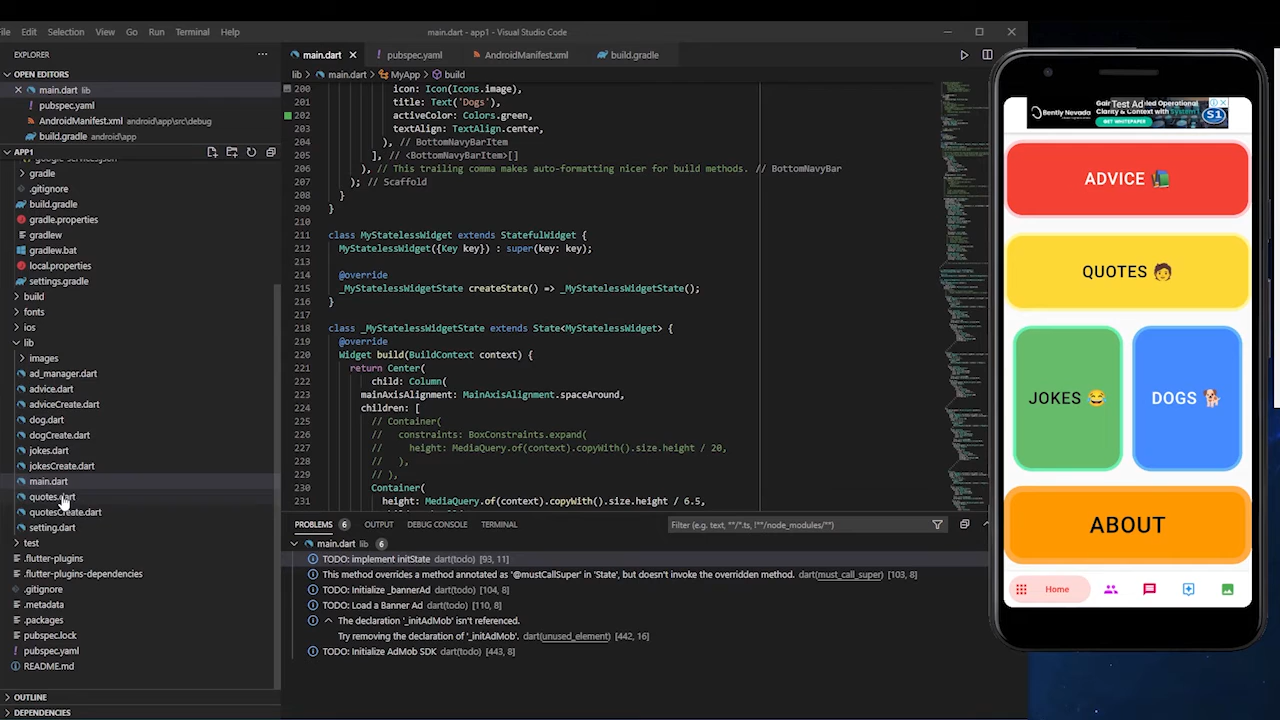 File Edit Selection View Go Run Terminal Help
main.dart - app1 - Visual Studio Code
EXPLORER
OPEN EDITORS
main.dart lib
pubspec.yaml
AndroidManifest.xml android\app\src\debug
build.gradle android\app
APP1
google-services.json
gradle
.gitignore
build.gradle
gradle.properties
gradlew
gradlew.bat
local.properties
settings.gradle
build
fonts
ios
lib
images
ad_manager.dart
advice.dart
adviceCreate.dart
dog.dart
dogCreate.dart
jokes.dart
jokesCreate.dart
main.dart
quotes.dart
quotesCreate.dart
setting.dart
test
.flutter-plugins
.flutter-plugins-dependencies
.gitignore
.metadata
.packages
pubspec.lock
pubspec.yaml
README.md
OUTLINE
DEPENDENCIES
main.dart pubspec.yaml AndroidManifest.xml build.gradle
lib > main.dart > MyApp > build
200 icon: Icon(Icons.image),
201 title: Text('Dogs'),
202 activeColor: Colors.green,
203 textAlign: TextAlign.center,
204 ), // BottomNavyBarItem
205 ], // <BottomNavyBarItem>[]
206 ), // This trailing comma makes auto-formatting nicer for build methods. // BottomNavyBar
207 ); // Scaffold
208
209 }
210
211 class MyStatelessWidget extends StatefulWidget {
212 MyStatelessWidget({Key key}) : super(key: key);
213
214 @override
215 _MyStatelessWidgetState createState() => _MyStatelessWidgetState();
216 }
217
218 class _MyStatelessWidgetState extends State<MyStatelessWidget> {
219 @override
220 Widget build(BuildContext context) {
221 return Center(
222 child: Column(
223 mainAxisAlignment: MainAxisAlignment.spaceAround,
224 children: [
225 // Container(
226 // constraints: BoxConstraints.expand(
227 // height: MediaQuery.of(context).copyWith().size.height / 20,
228 // ),
229 // ),
230 Container(
231 height: MediaQuery.of(context).copyWith().size.height / 6.5,
PROBLEMS 6 OUTPUT DEBUG CONSOLE TERMINAL
Filter (e.g. text, **/*.ts, !**/node_modules/**)
main.dart lib 6
TODO: implement initState dart(todo) [93, 11]
This method overrides a method annotated as '@mustCallSuper' in 'State', but doesn't invoke the overridden method. dart(must_call_super) [103, 8]
TODO: Initialize _bannerAd [104, 8]
TODO: Load a Banner Ad [110, 8]
The declaration '_initAdMob' isn't referenced.
Try removing the declaration of '_initAdMob'. dart(unused_element) [442, 16]
TODO: Initialize AdMob SDK dart(todo) [443, 8]
Bently Nevada
Test Ad
Operational
Clarity & Context with System1
GET WHITEPAPER
S1
ADVICE
QUOTES
JOKES
DOGS
ABOUT
Home